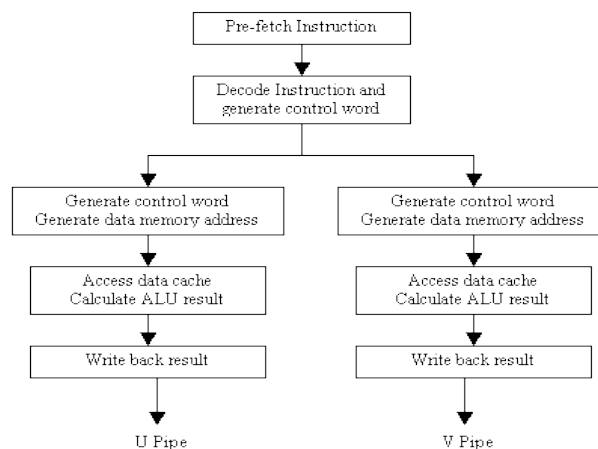 Pre-fetch Instruction
Decode Instruction and
generate control word
Generate control word
Generate data memory address
Generate control word
Generate data memory address
Access data cache
Calculate ALU result
Access data cache
Calculate ALU result
Write back result
Write back result
U Pipe
V Pipe